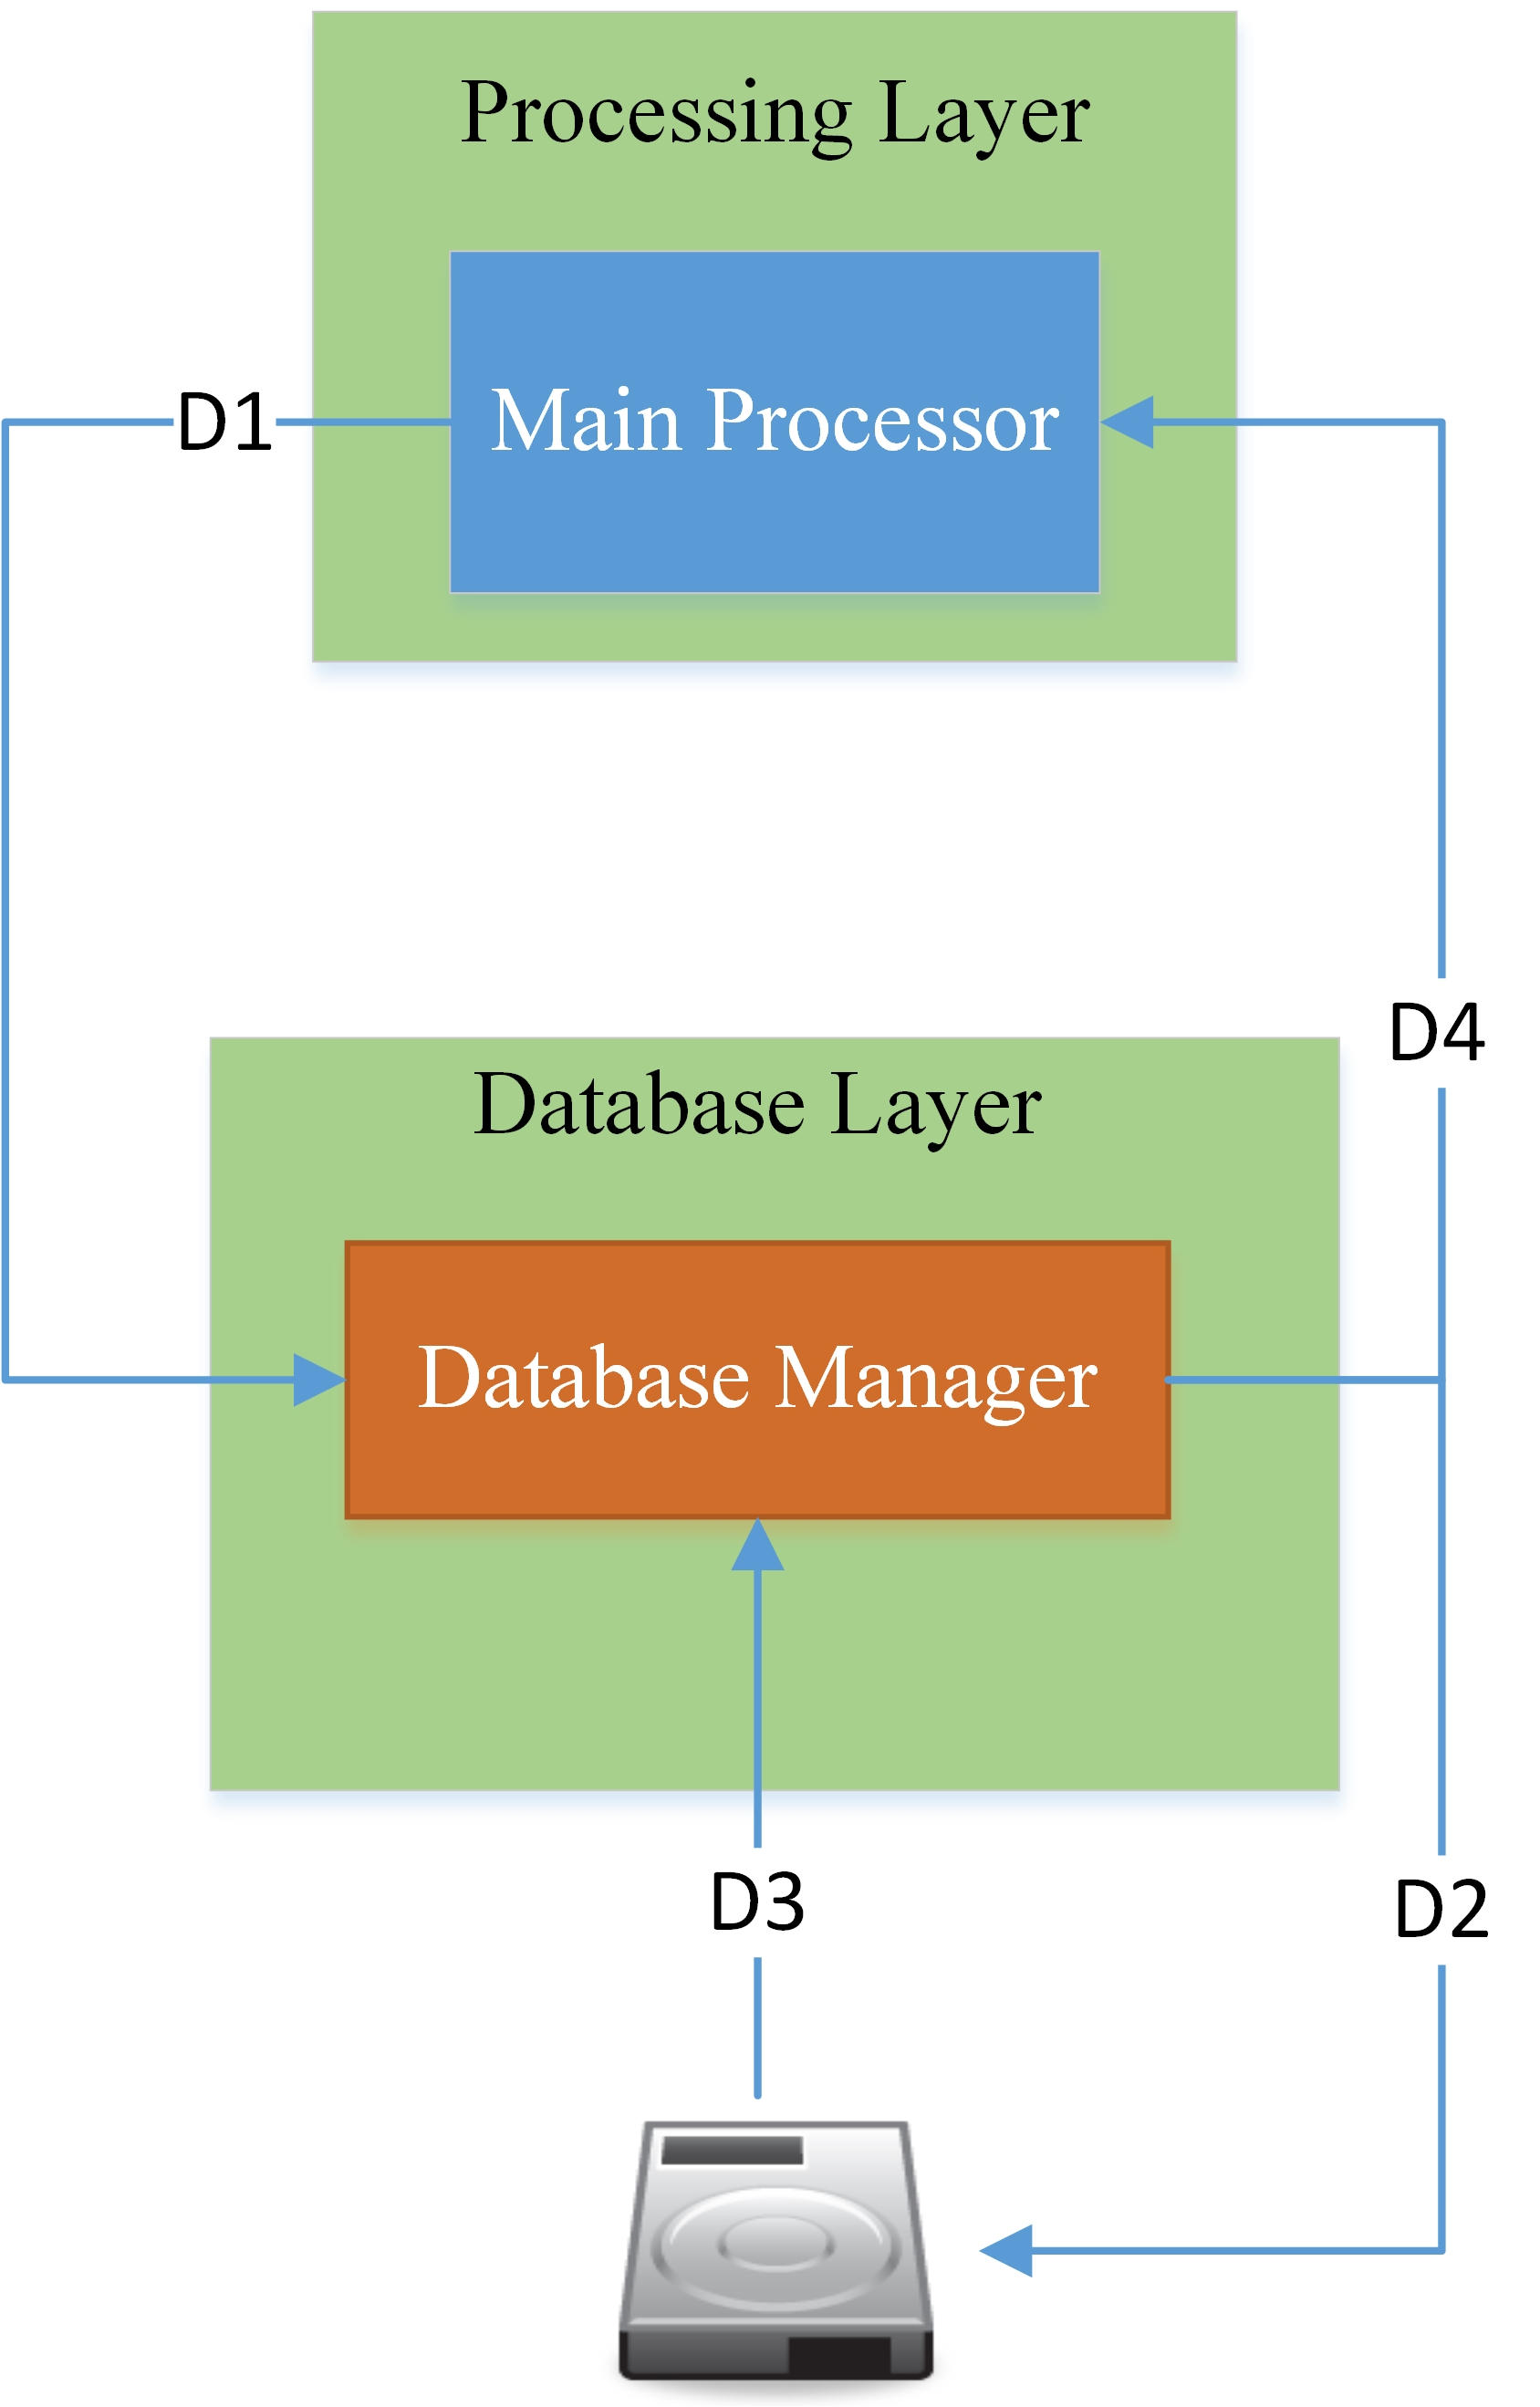 Processing Layer
Main Processor
D1
D4
Database Layer
Database Manager
D3
D2